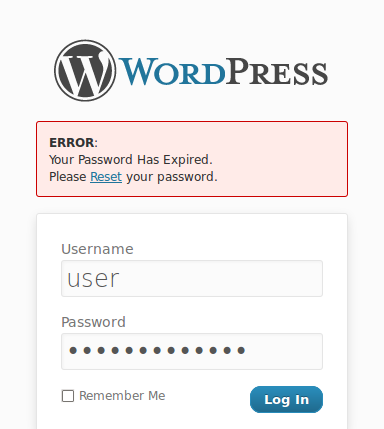 WORDPRESS
ERROR:
Your Password Has Expired.
Please Reset your password.
Username
user
Password
•••••••••••••
Remember Me
Log In